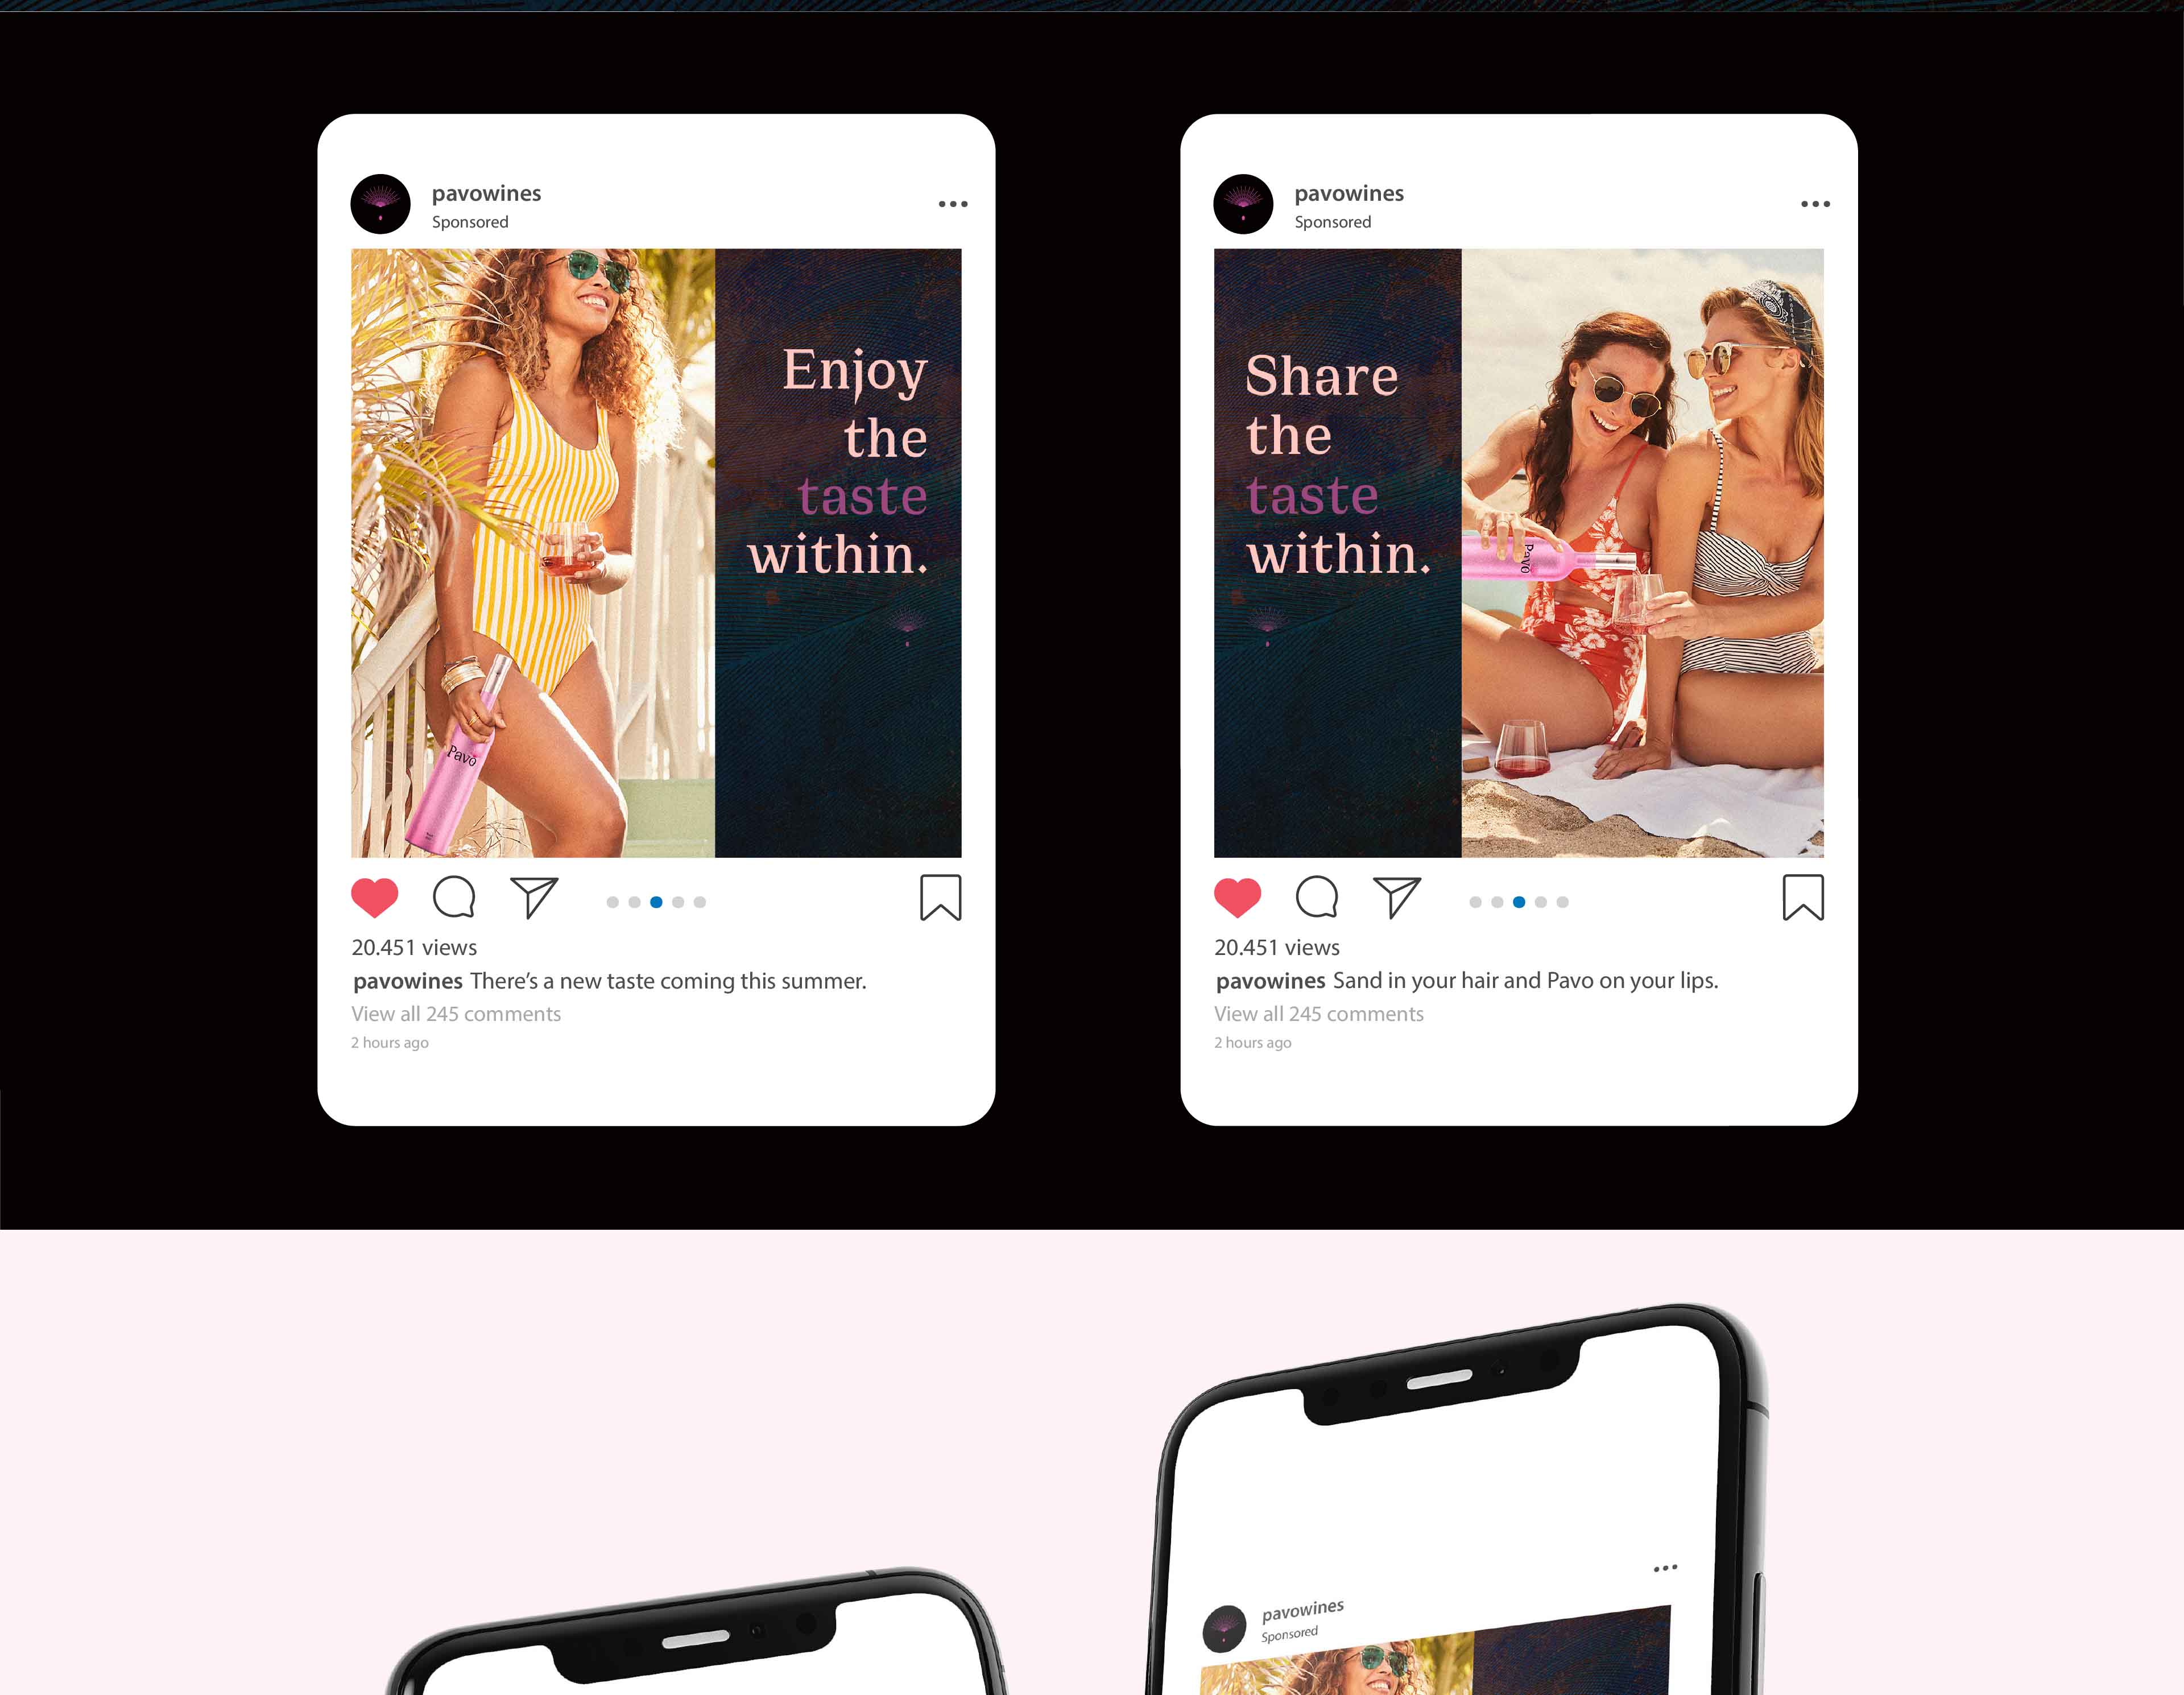 pavowines
Sponsored
Enjoy
the
taste
within.
Pavo
20.451 views
pavowines There's a new taste coming this summer.
View all 245 comments
2 hours ago
pavowines
Sponsored
Share
the
taste
within.
Pavo
20.451 views
pavowines Sand in your hair and Pavo on your lips.
View all 245 comments
2 hours ago
pavowines
Sponsored